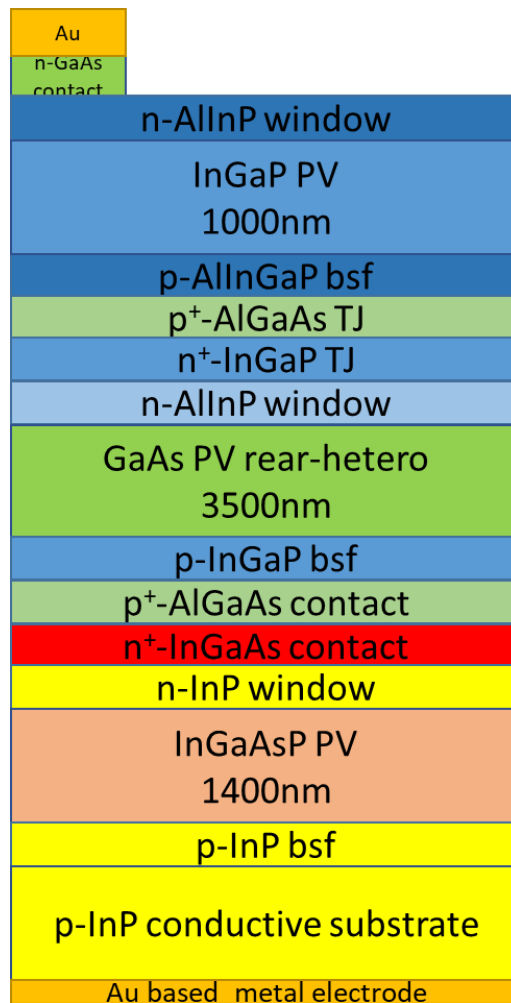 Au
n-GaAs
contact
n-AlInP window
InGaP PV
1000nm
p-AlInGaP bsf
p⁺-AlGaAs TJ
n⁺-InGaP TJ
n-AlInP window
GaAs PV rear-hetero
3500nm
p-InGaP bsf
p⁺-AlGaAs contact
n⁺-InGaAs contact
n-InP window
InGaAsP PV
1400nm
p-InP bsf
p-InP conductive substrate
Au based metal electrode